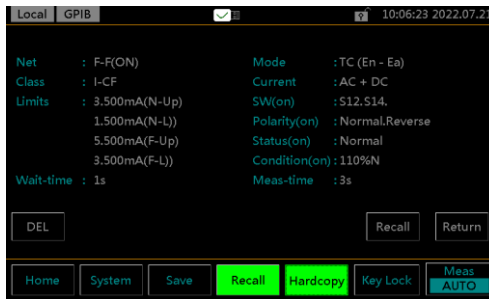 Local GPIB 10:06:23 2022.07.21
Net : F-F(ON) Mode :TC (En - Ea)
Class : I-CF Current :AC + DC
Limits : 3.500mA(N-Up) SW(on) :S12.S14.
1.500mA(N-L)) Polarity(on) :Normal.Reverse
5.500mA(F-Up) Status(on) :Normal
3.500mA(F-L)) Condition(on) :110%N
Wait-time : 1s Meas-time :3s
DEL Recall Return
Home System Save Recall Hardcopy Key Lock Meas
AUTO